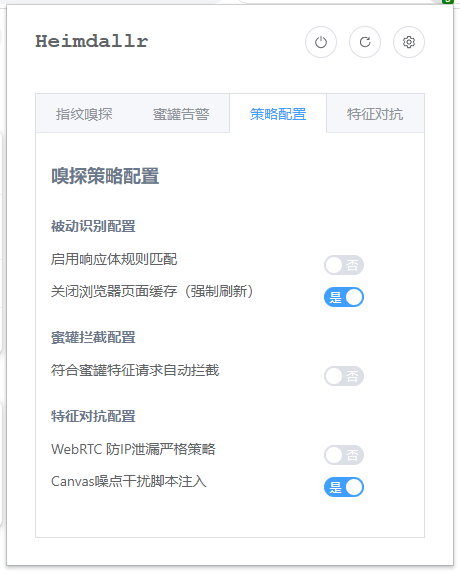 Heimdallr
指纹嗅探 蜜罐告警 策略配置 特征对抗
嗅探策略配置
被动识别配置
启用响应体规则匹配 否
关闭浏览器页面缓存（强制刷新） 是
蜜罐拦截配置
符合蜜罐特征请求自动拦截 否
特征对抗配置
WebRTC 防IP泄漏严格策略 否
Canvas噪点干扰脚本注入 是